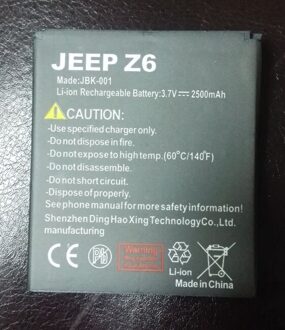 JEEP Z6
Made:JBK-001
Li-ion Rechargeable Battery:3.7V⎓2500mAh
CAUTION:
-Use specified charger only.
-Do not dispose in fire.
-Do not expose to high temp.(60°C/140°F)
-Do not disassemble.
-Do not short circuit.
-Dispose of properly.
See phone manual for more safety information!
Shenzhen Ding Hao Xing Technology Co., Ltd.
manufacturing
Warning
Li-ion
Made in China